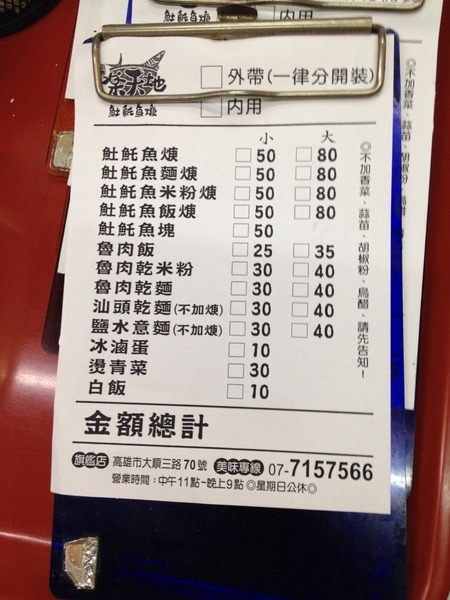 魠魠魚焿 內用
天地
□外帶(一律分開裝)
□內用
小 大
魠魠魚焿 □50 □80
魠魠魚麵焿 □50 □80
魠魠魚米粉焿 □50 □80
魠魠魚飯焿 □50 □80
魠魠魚塊 □50
魯肉飯 □25 □35
魯肉乾米粉 □30 □40
魯肉乾麵 □30 □40
汕頭乾麵(不加焿) □30 □40
鹽水意麵(不加焿) □30 □40
冰滷蛋 □10
燙青菜 □30
白飯 □10
◎不加香菜、蒜苗、胡椒粉、烏醋、請先告知!
金額總計
旗艦店 高雄市大順三路70號 美味專線 07-7157566
營業時間:中午11點~晚上9點 ◎星期日公休◎